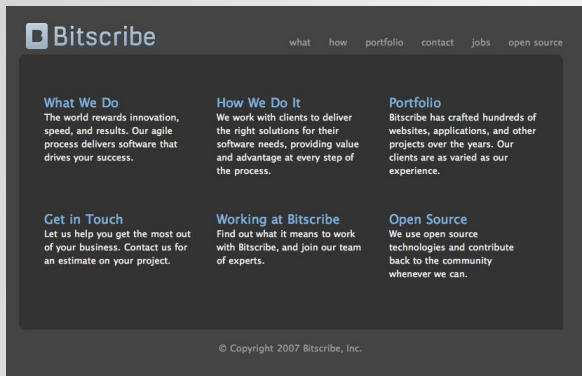 Bitscribe
what how portfolio contact jobs open source
What We Do
The world rewards innovation,
speed, and results. Our agile
process delivers software that
drives your success.
How We Do It
We work with clients to deliver
the right solutions for their
software needs, providing value
and advantage at every step of
the process.
Portfolio
Bitscribe has crafted hundreds of
websites, applications, and other
projects over the years. Our
clients are as varied as our
experience.
Get in Touch
Let us help you get the most out
of your business. Contact us for
an estimate on your project.
Working at Bitscribe
Find out what it means to work
with Bitscribe, and join our team
of experts.
Open Source
We use open source
technologies and contribute
back to the community
whenever we can.
© Copyright 2007 Bitscribe, Inc.